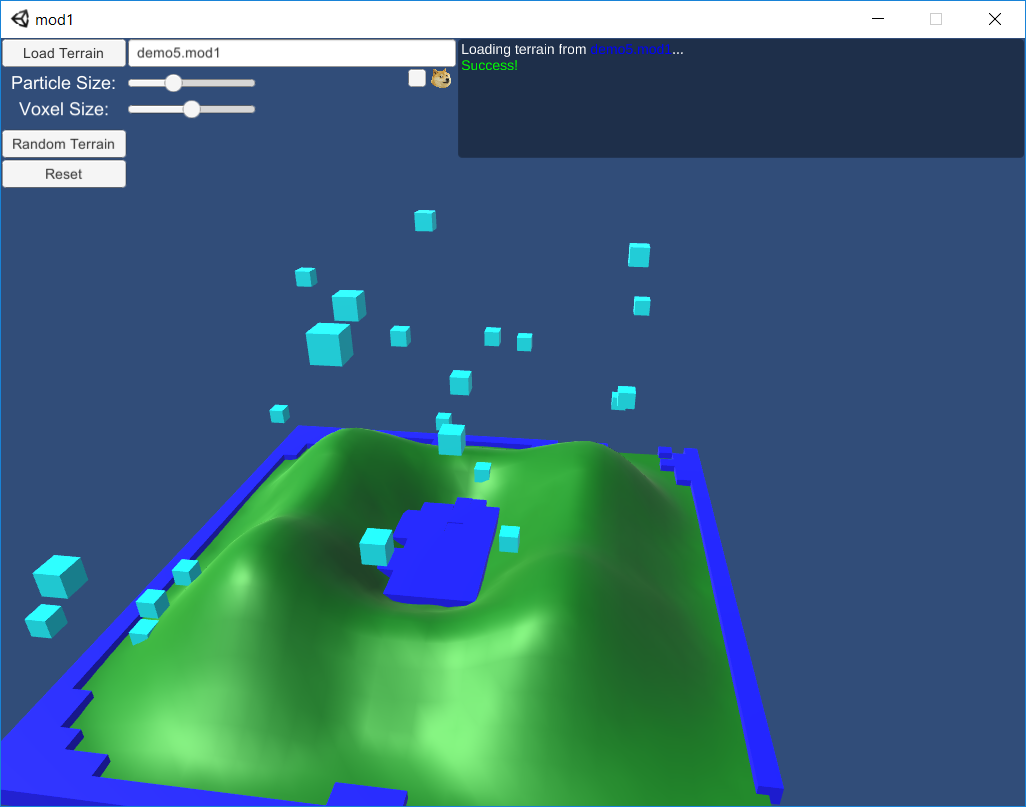 mod1
Load Terrain
demo5.mod1
Particle Size:
Voxel Size:
Random Terrain
Reset
Loading terrain from demo5.mod1...
Success!